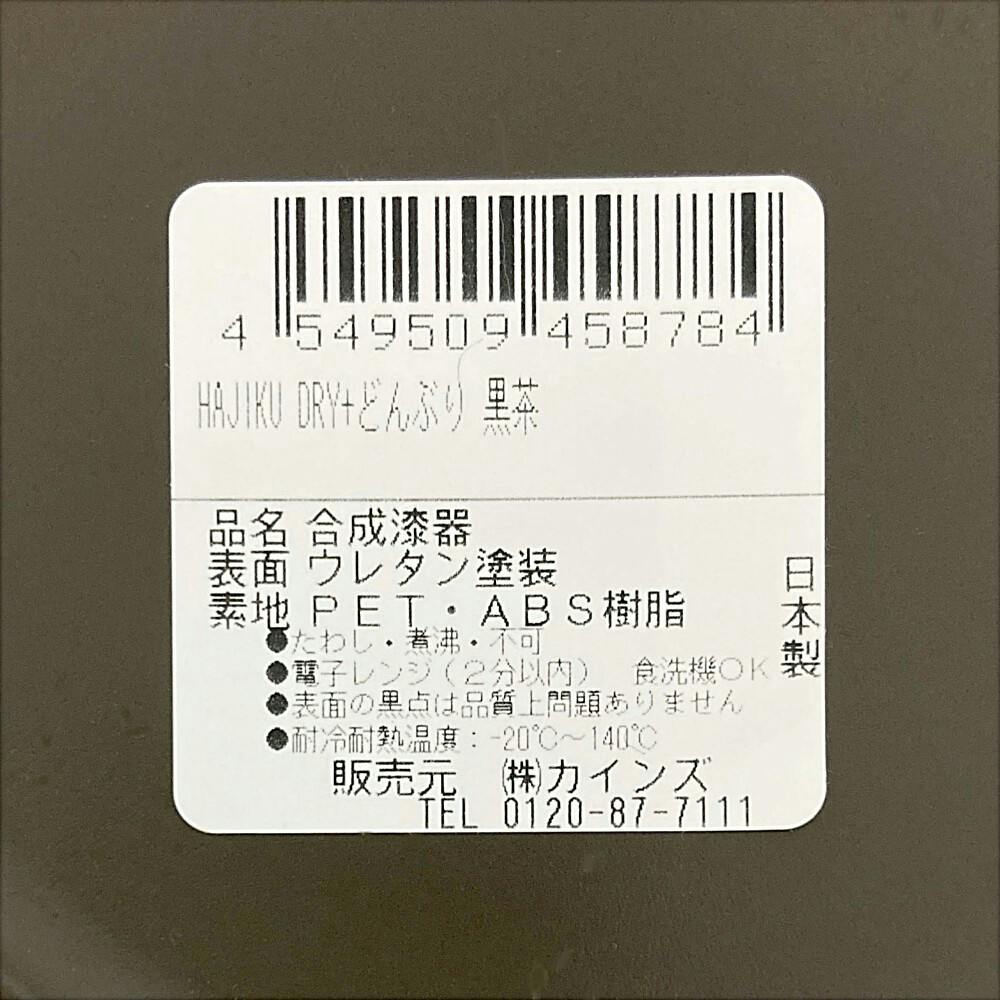 4 549509 458784
HAJIKU DRY+どんぶり 黒茶
品名 合成漆器
表面 ウレタン塗装
素地 PET・ABS樹脂
日本製
●たわし・煮沸・不可
●電子レンジ(2分以内) 食洗機OK
●表面の黒点は品質上問題ありません
●耐冷耐熱温度:-20℃~140℃
販売元 ㈱カインズ
TEL 0120-87-7111